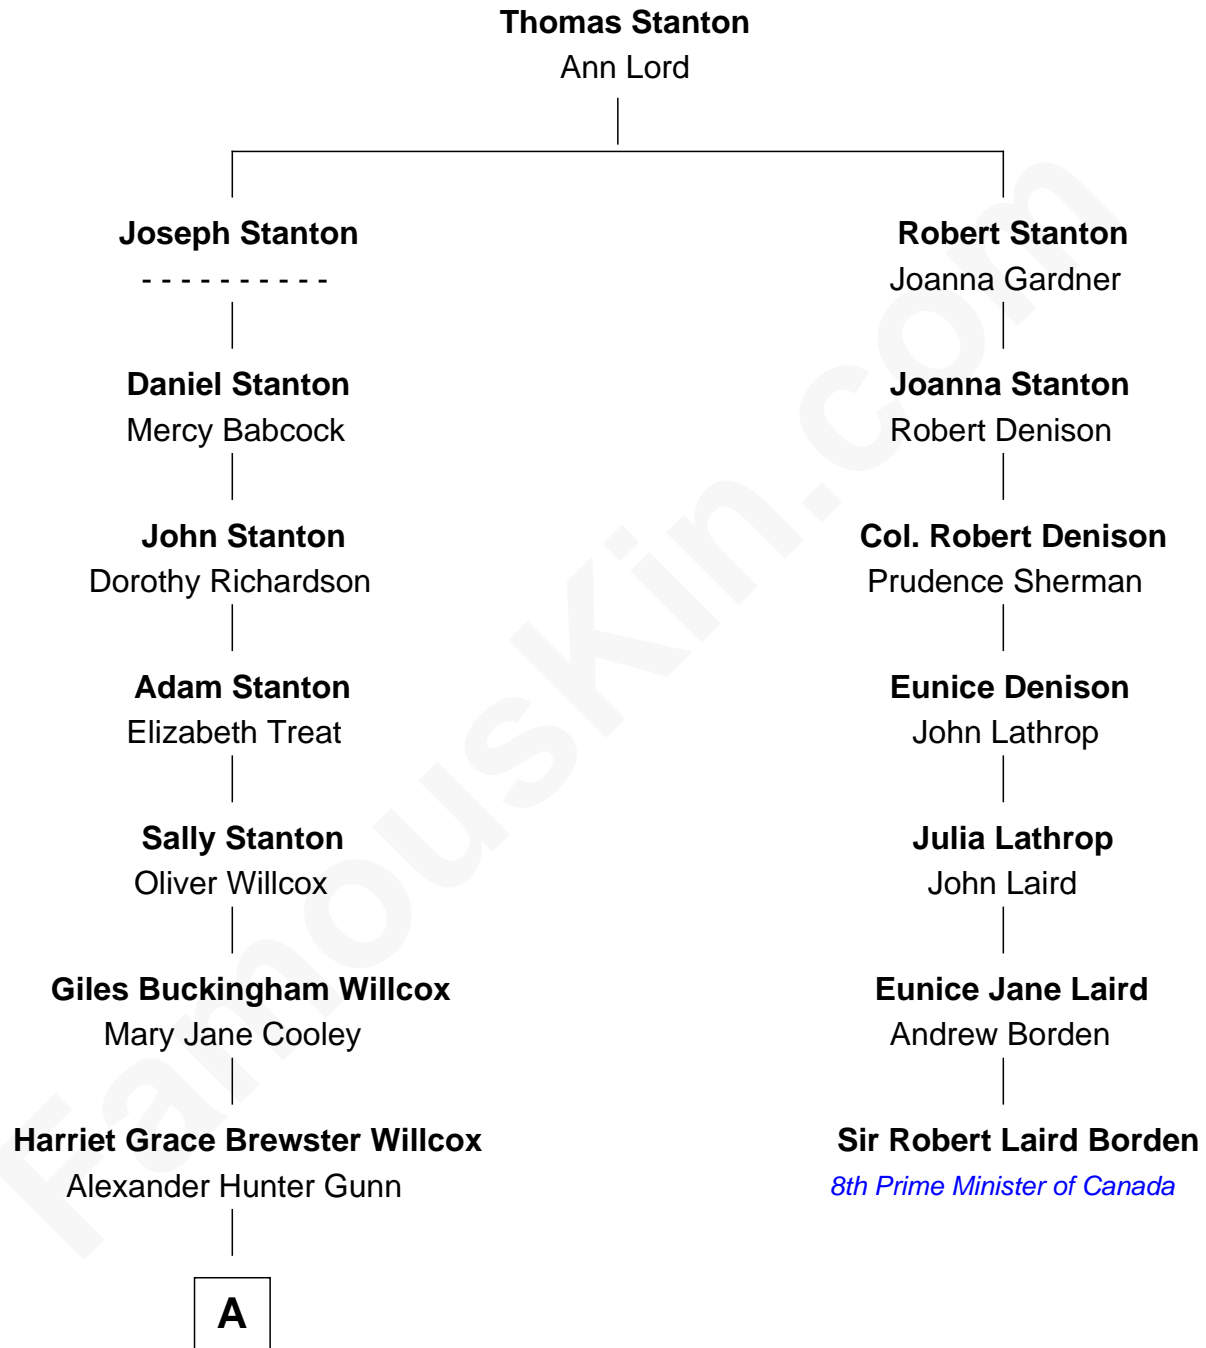 Thomas Stanton
Ann Lord
Joseph Stanton
- - - - - - - - - -
Robert Stanton
Joanna Gardner
Daniel Stanton
Mercy Babcock
Joanna Stanton
Robert Denison
John Stanton
Dorothy Richardson
Col. Robert Denison
Prudence Sherman
Adam Stanton
Elizabeth Treat
Eunice Denison
John Lathrop
Sally Stanton
Oliver Willcox
Julia Lathrop
John Laird
Giles Buckingham Willcox
Mary Jane Cooley
Eunice Jane Laird
Andrew Borden
Harriet Grace Brewster Willcox
Alexander Hunter Gunn
Sir Robert Laird Borden
8th Prime Minister of Canada
A
FamousKin.com